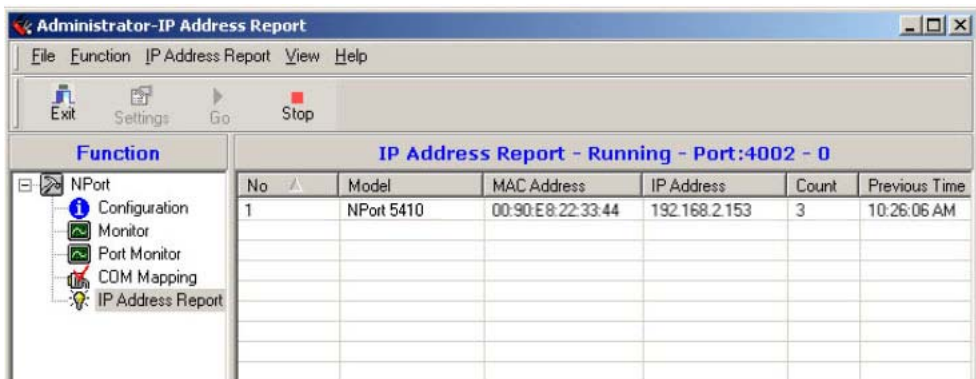 Administrator-IP Address Report
File Function IP Address Report View Help
Exit Settings Go Stop
Function
IP Address Report - Running - Port:4002 - 0
NPort
Configuration
Monitor
Port Monitor
COM Mapping
IP Address Report
No Model MAC Address IP Address Count Previous Time
1 NPort 5410 00:90:E8:22:33:44 192.168.2.153 3 10:26:06 AM